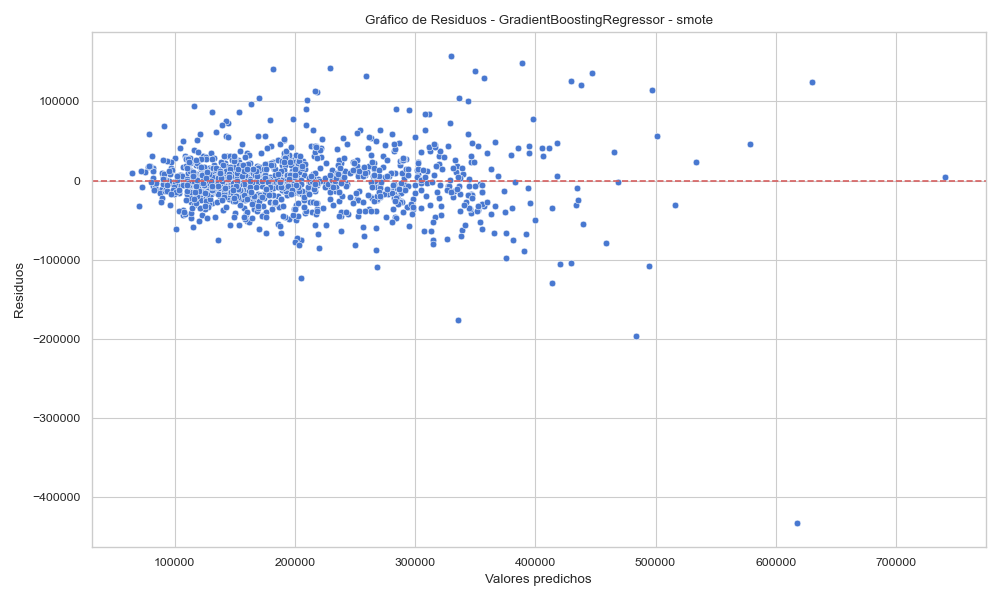 Gráfico de Residuos - GradientBoostingRegressor - smote
Residuos
100000
0
−100000
−200000
−300000
−400000
100000 200000 300000 400000 500000 600000 700000
Valores predichos